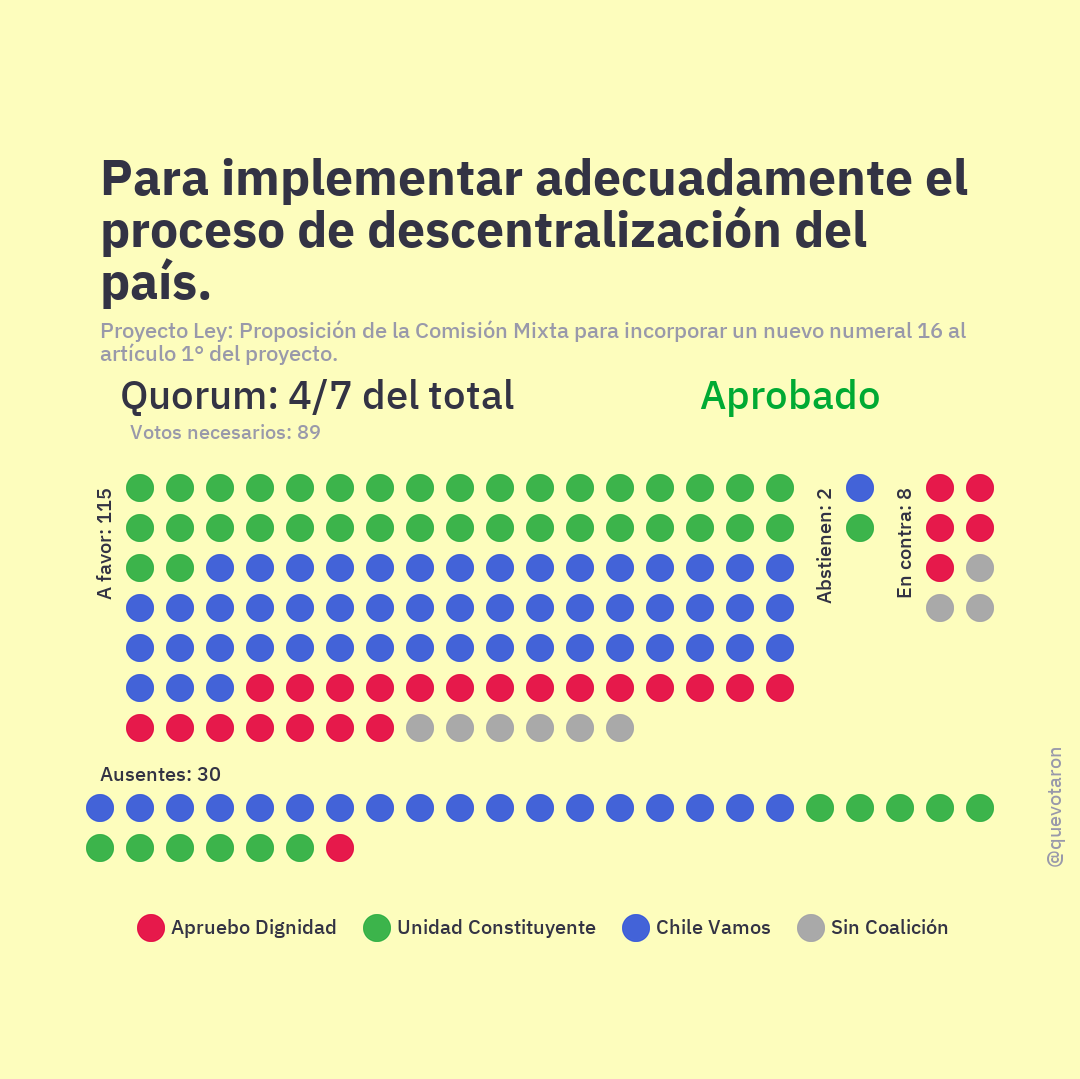 Para implementar adecuadamente el
proceso de descentralización del
país.
Proyecto Ley: Proposición de la Comisión Mixta para incorporar un nuevo numeral 16 al
artículo 1° del proyecto.
Quorum: 4/7 del total
Aprobado
Votos necesarios: 89
A favor: 115
Abstienen: 2
En contra: 8
Ausentes: 30
@quevotaron
Apruebo Dignidad
Unidad Constituyente
Chile Vamos
Sin Coalición